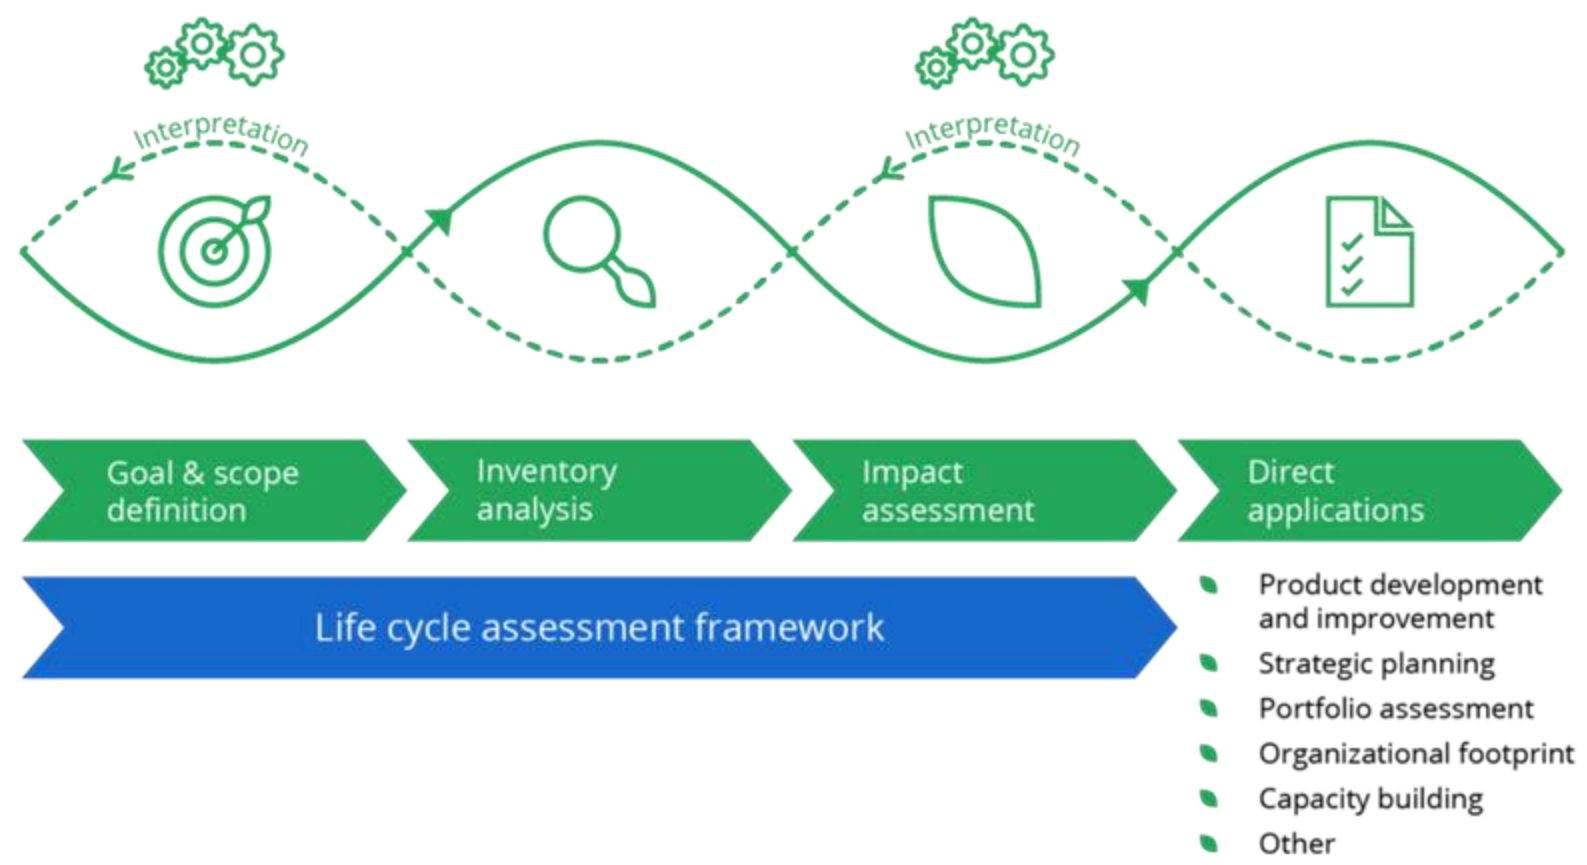 Interpretation
Interpretation
Goal & scope
definition
Inventory
analysis
Impact
assessment
Direct
applications
Life cycle assessment framework
Product development
and improvement
Strategic planning
Portfolio assessment
Organizational footprint
Capacity building
Other